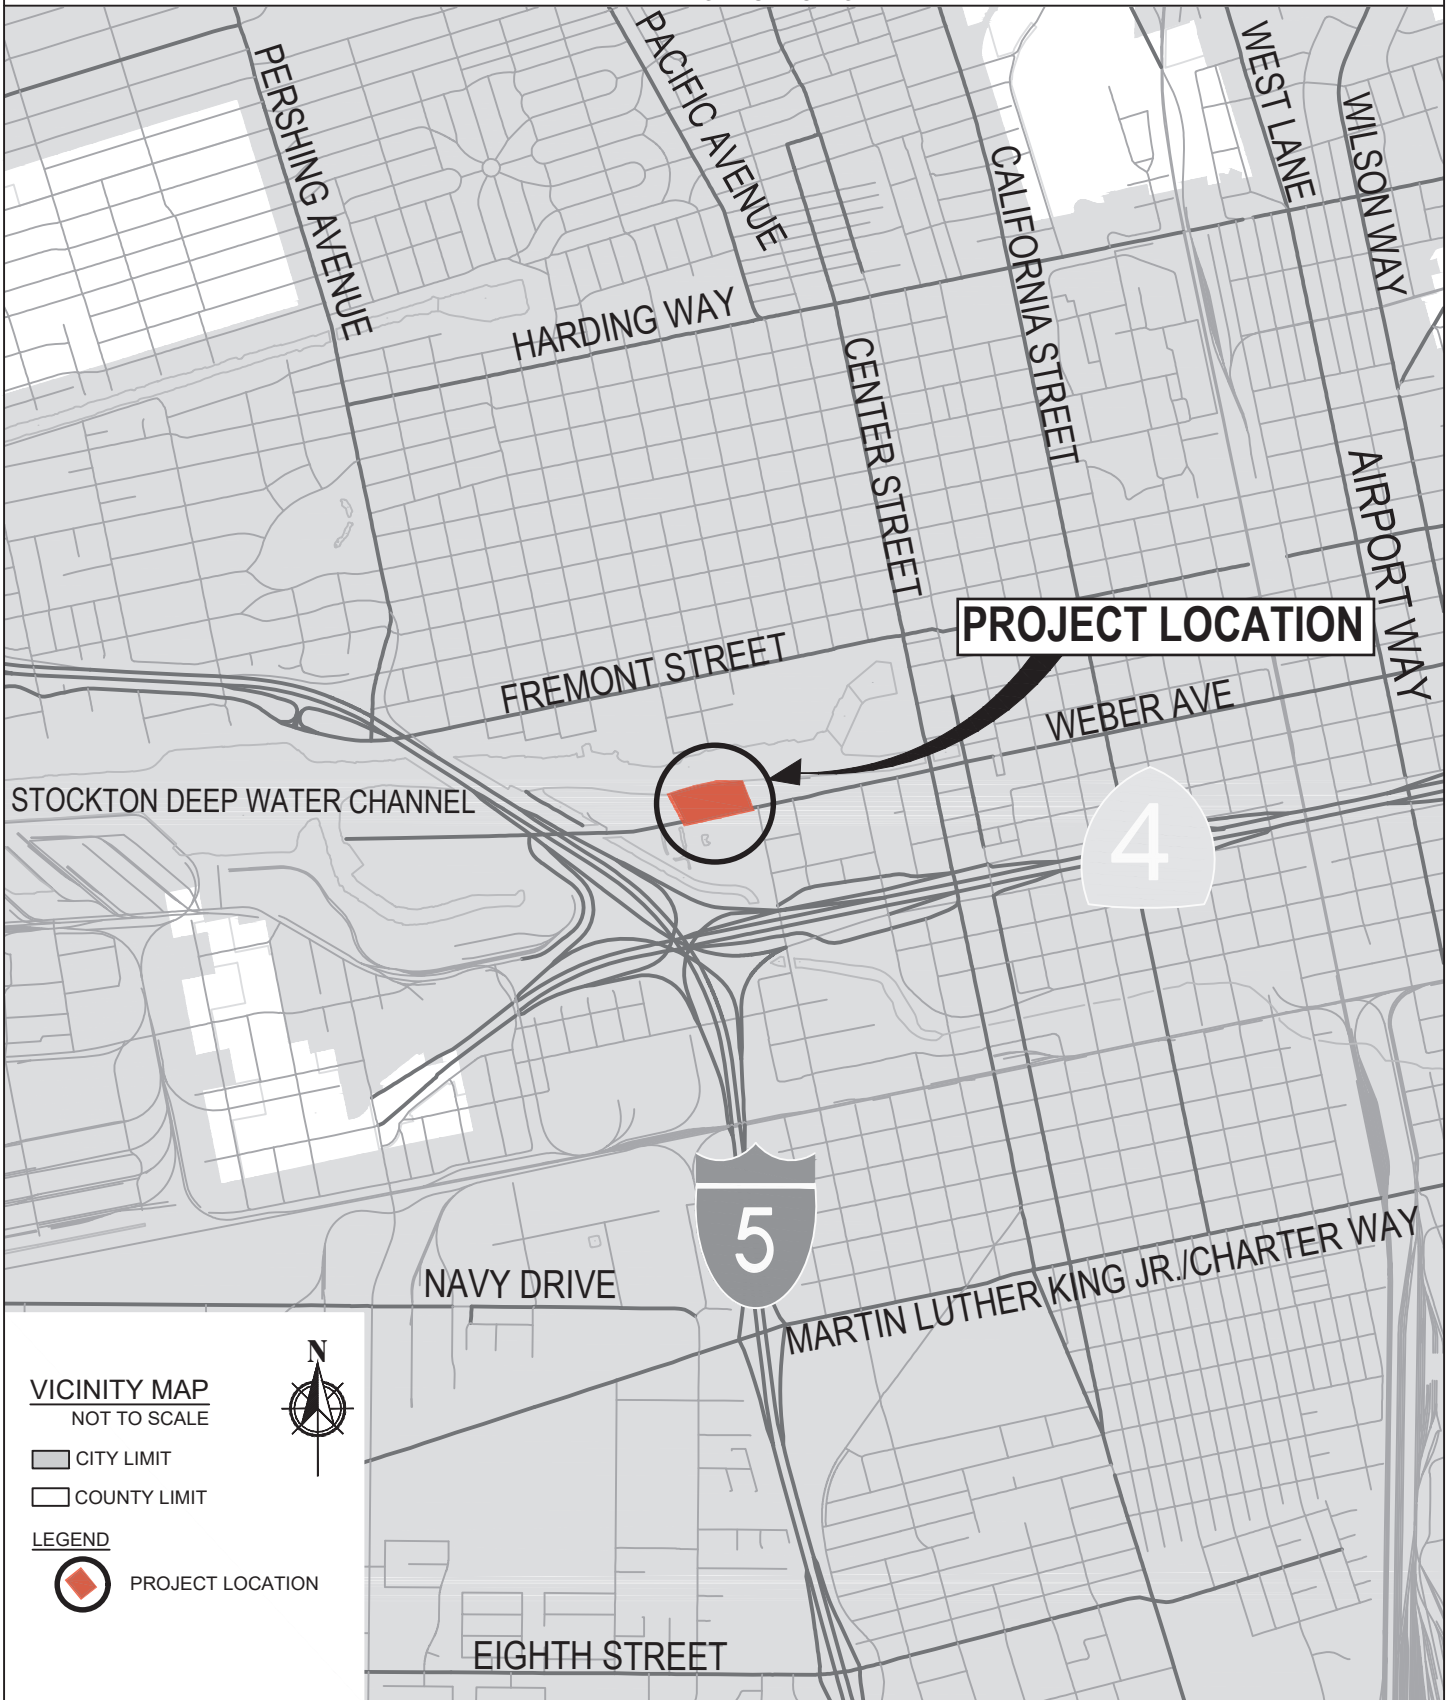 PERSHING AVENUE
PACIFIC AVENUE
WEST LANE
WILSON WAY
CALIFORNIA STREET
HARDING WAY
CENTER STREET
AIRPORT WAY
PROJECT LOCATION
FREMONT STREET
WEBER AVE
STOCKTON DEEP WATER CHANNEL
4
5
NAVY DRIVE
MARTIN LUTHER KING JR./CHARTER WAY
N
VICINITY MAP
NOT TO SCALE
CITY LIMIT
COUNTY LIMIT
LEGEND
PROJECT LOCATION
EIGHTH STREET